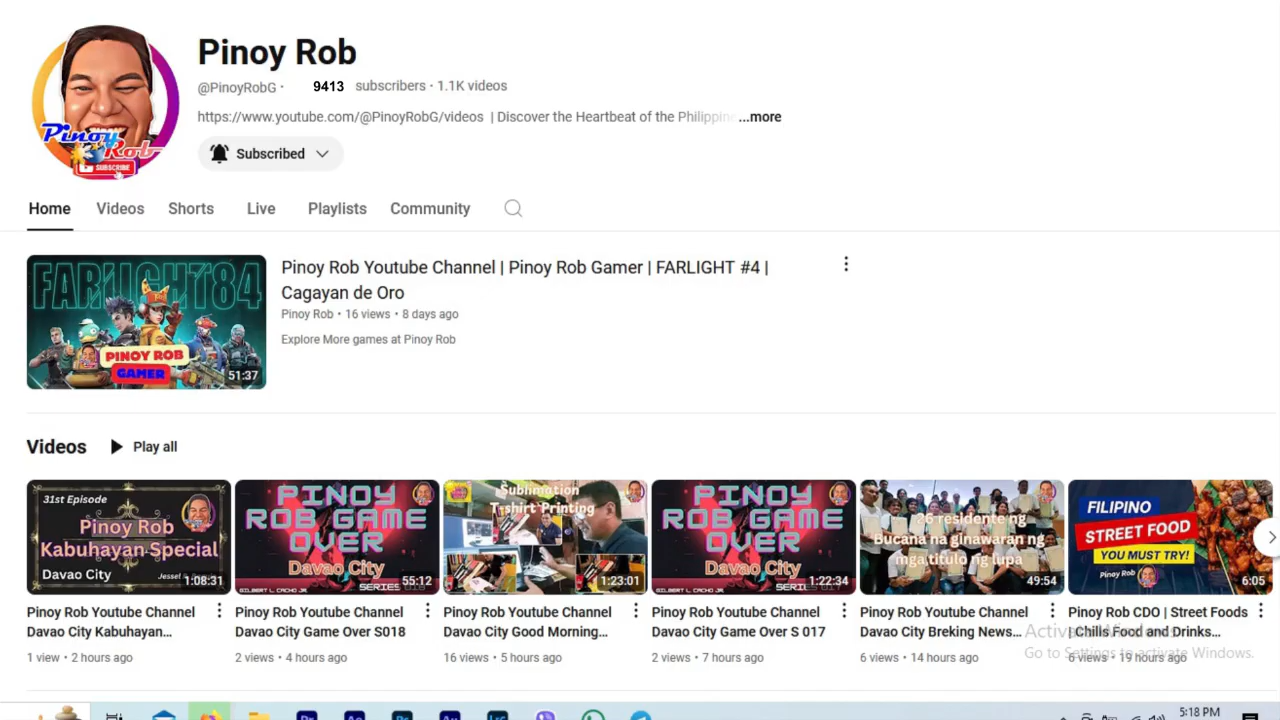 Pinoy Rob
@PinoyRobG · 9413 subscribers · 1.1K videos
https://www.youtube.com/@PinoyRobG/videos | Discover the Heartbeat of the Philippin ...more
Subscribed
Pinoy
Rob
SUBSCRIBE
Home Videos Shorts Live Playlists Community
FARLIGHT84
PINOY ROB
GAMER
51:37
Pinoy Rob Youtube Channel | Pinoy Rob Gamer | FARLIGHT #4 |
Cagayan de Oro
Pinoy Rob · 16 views · 8 days ago
Explore More games at Pinoy Rob
Videos Play all
31st Episode
Pinoy Rob
Kabuhayan Special
Davao City
1:08:31
PINOY
ROB GAME
OVER
Davao City
55:12
Sublimation
T-shirt Printing
1:23:01
PINOY
ROB GAME
OVER
Davao City
GILBERT L CACHO JR.
1:22:34
26 residente ng
Bucana na ginawaran ng
mga titulo ng lupa
49:54
FILIPINO
STREET FOOD
YOU MUST TRY!
Pinoy Rob
6:05
Pinoy Rob Youtube Channel
Davao City Kabuhayan...
1 view · 2 hours ago
Pinoy Rob Youtube Channel
Davao City Game Over S018
2 views · 4 hours ago
Pinoy Rob Youtube Channel
Davao City Good Morning...
16 views · 5 hours ago
Pinoy Rob Youtube Channel
Davao City Game Over S 017
2 views · 7 hours ago
Pinoy Rob Youtube Channel
Davao City Breking News...
6 views · 14 hours ago
Pinoy Rob CDO | Street Foods
| Chills Food and Drinks...
6 views · 19 hours ago
Activate Windows
Go to Settings to activate Windows.
5:18 PM